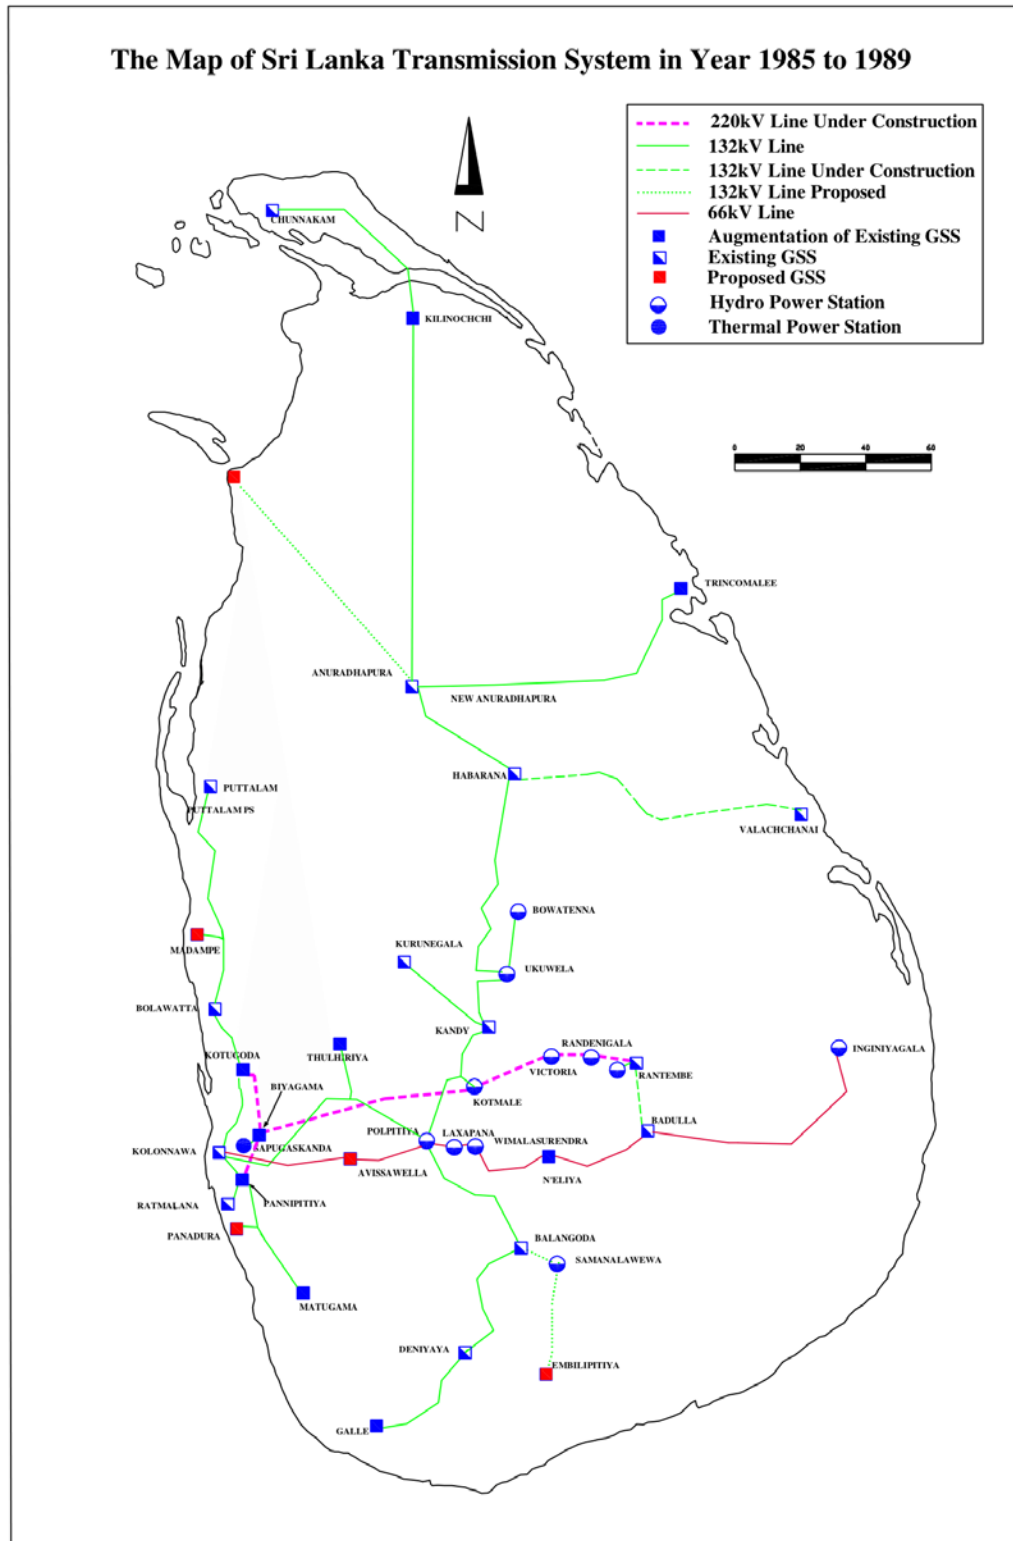 The Map of Sri Lanka Transmission System in Year 1985 to 1989
220kV Line Under Construction
132kV Line
132kV Line Under Construction
132kV Line Proposed
66kV Line
Augmentation of Existing GSS
Existing GSS
Proposed GSS
Hydro Power Station
Thermal Power Station
N
CHUNNAKAM
KILINOCHCHI
0 20 40 60
TRINCOMALEE
ANURADHAPURA
NEW ANURADHAPURA
HABARANA
PUTTALAM
PUTTALAM PS
VALACHCHANAI
BOWATENNA
MADAMPE
KURUNEGALA
UKUWELA
BOLAWATTA
KANDY
KOTUGODA
THULHIRIYA
RANDENIGALA
INGINIYAGALA
VICTORIA
RANTEMBE
BIYAGAMA
KOTMALE
BADULLA
LAXAPANA
POLPITIYA
WIMALASURENDRA
SAPUGASKANDA
KOLONNAWA
AVISSAWELLA
N'ELIYA
RATMALANA
PANNIPITIYA
PANADURA
BALANGODA
SAMANALAWEWA
MATUGAMA
DENIYAYA
EMBILIPITIYA
GALLE